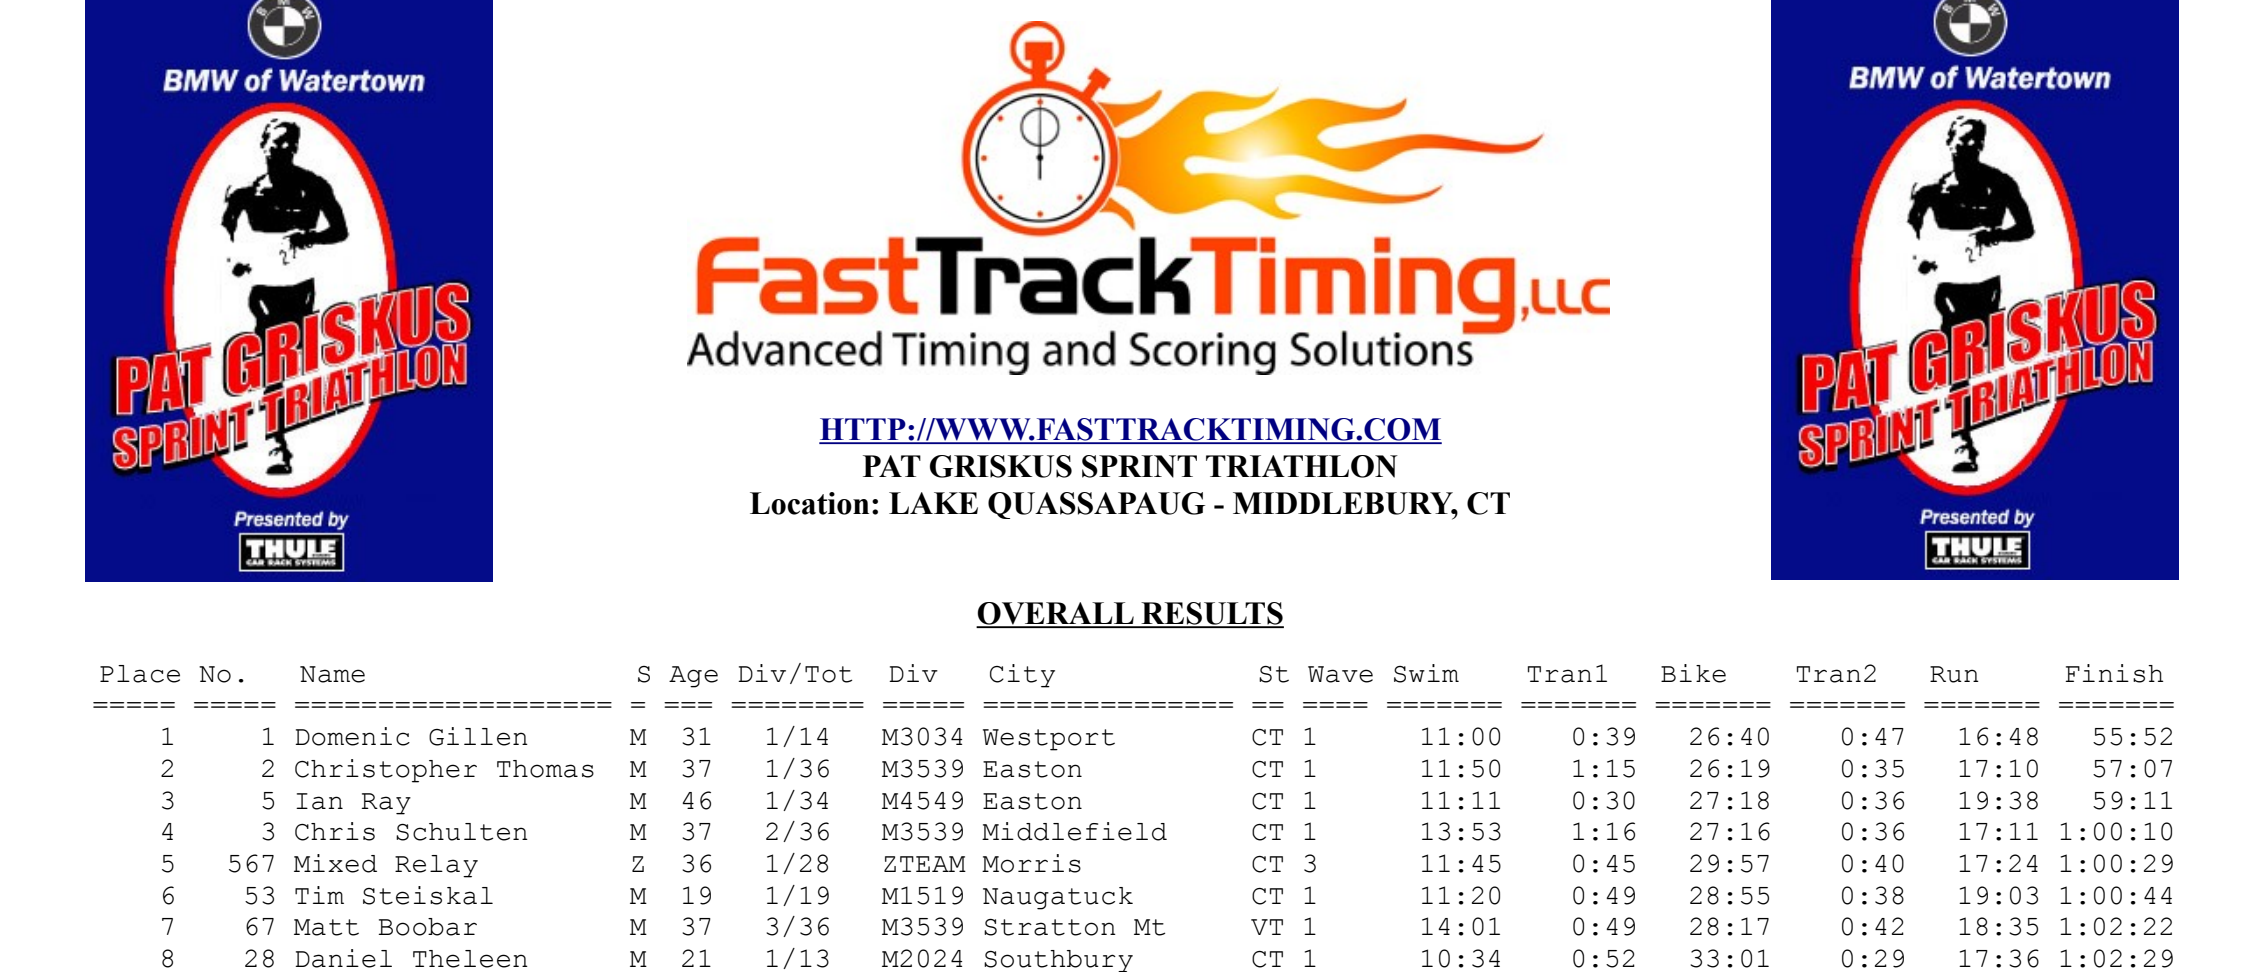 BMW
BMW of Watertown
PAT GRISKUS
SPRINT TRIATHLON
Presented by
THULE
CAR RACK SYSTEMS
FastTrackTiming,LLC
Advanced Timing and Scoring Solutions
HTTP://WWW.FASTTRACKTIMING.COM
PAT GRISKUS SPRINT TRIATHLON
Location: LAKE QUASSAPAUG - MIDDLEBURY, CT
BMW
BMW of Watertown
PAT GRISKUS
SPRINT TRIATHLON
Presented by
THULE
CAR RACK SYSTEMS
OVERALL RESULTS
Place No. Name S Age Div/Tot Div City St Wave Swim Tran1 Bike Tran2 Run Finish
===== ===== =================== = === ======== ===== =============== == ==== ======= ======= ======= ======= ======= =======
1 1 Domenic Gillen M 31 1/14 M3034 Westport CT 1 11:00 0:39 26:40 0:47 16:48 55:52
2 2 Christopher Thomas M 37 1/36 M3539 Easton CT 1 11:50 1:15 26:19 0:35 17:10 57:07
3 5 Ian Ray M 46 1/34 M4549 Easton CT 1 11:11 0:30 27:18 0:36 19:38 59:11
4 3 Chris Schulten M 37 2/36 M3539 Middlefield CT 1 13:53 1:16 27:16 0:36 17:11 1:00:10
5 567 Mixed Relay Z 36 1/28 ZTEAM Morris CT 3 11:45 0:45 29:57 0:40 17:24 1:00:29
6 53 Tim Steiskal M 19 1/19 M1519 Naugatuck CT 1 11:20 0:49 28:55 0:38 19:03 1:00:44
7 67 Matt Boobar M 37 3/36 M3539 Stratton Mt VT 1 14:01 0:49 28:17 0:42 18:35 1:02:22
8 28 Daniel Theleen M 21 1/13 M2024 Southbury CT 1 10:34 0:52 33:01 0:29 17:36 1:02:29